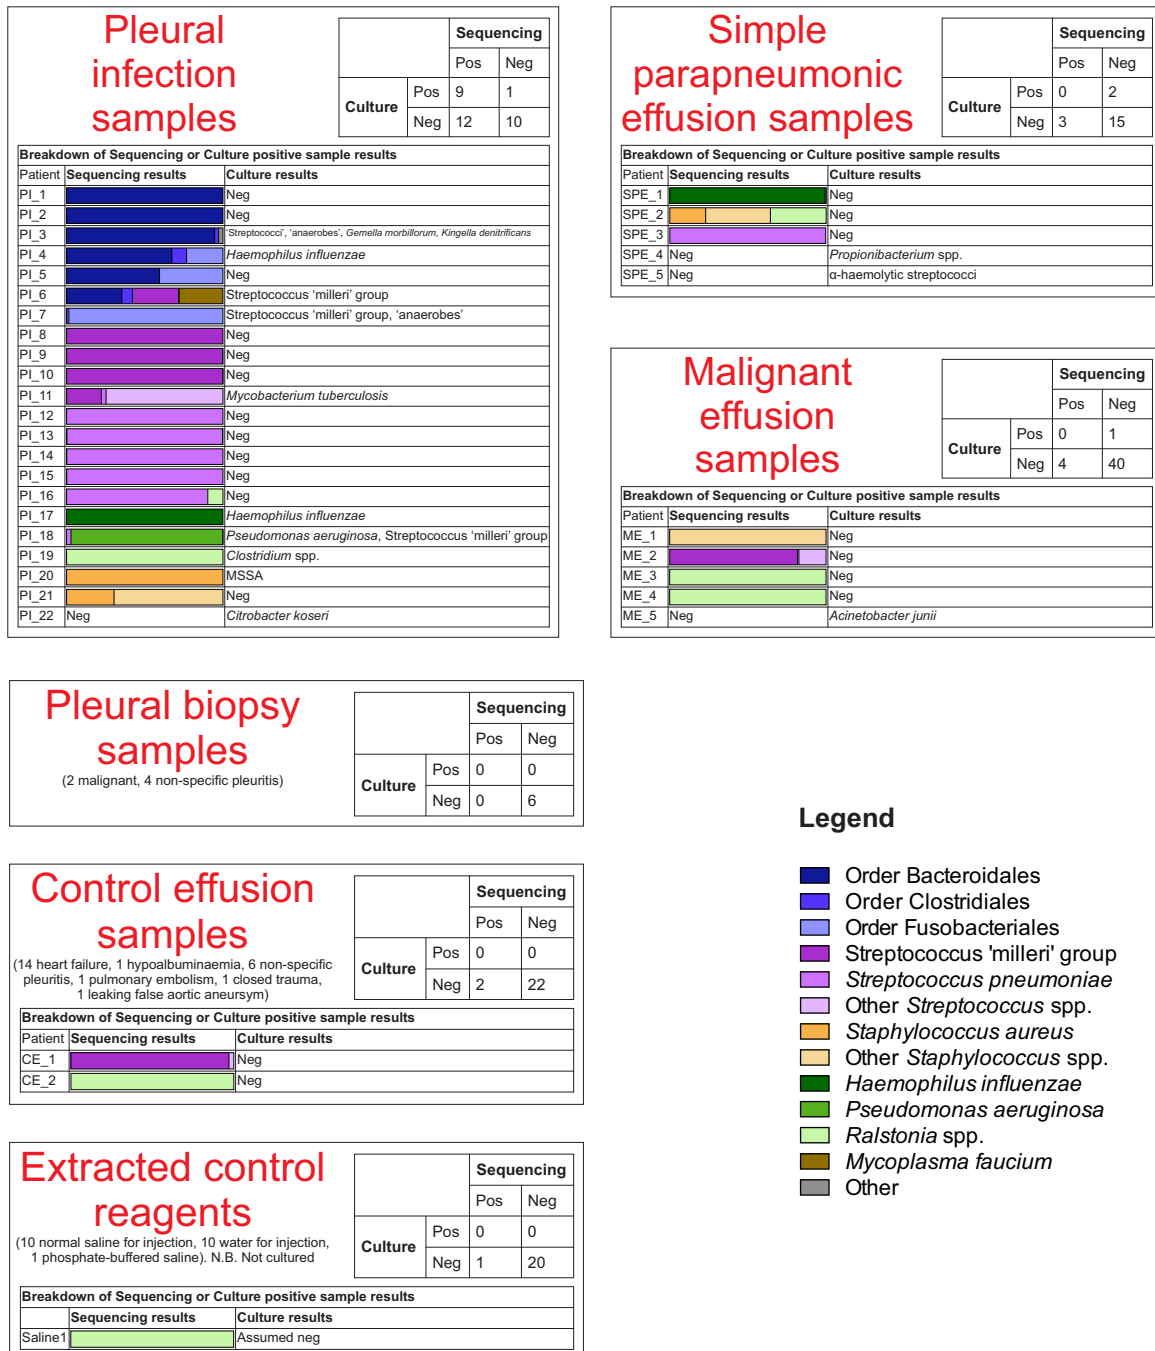 Pleural
infection
samples
Sequencing
Pos Neg
Culture Pos 9 1
Neg 12 10
Breakdown of Sequencing or Culture positive sample results
Patient Sequencing results Culture results
PI_1 Neg
PI_2 Neg
PI_3 'Streptococci', 'anaerobes', Gemella morbillorum, Kingella denitrificans
PI_4 Haemophilus influenzae
PI_5 Neg
PI_6 Streptococcus 'milleri' group
PI_7 Streptococcus 'milleri' group, 'anaerobes'
PI_8 Neg
PI_9 Neg
PI_10 Neg
PI_11 Mycobacterium tuberculosis
PI_12 Neg
PI_13 Neg
PI_14 Neg
PI_15 Neg
PI_16 Neg
PI_17 Haemophilus influenzae
PI_18 Pseudomonas aeruginosa, Streptococcus 'milleri' group
PI_19 Clostridium spp.
PI_20 MSSA
PI_21 Neg
PI_22 Neg Citrobacter koseri
Simple
parapneumonic
effusion samples
Sequencing
Pos Neg
Culture Pos 0 2
Neg 3 15
Breakdown of Sequencing or Culture positive sample results
Patient Sequencing results Culture results
SPE_1 Neg
SPE_2 Neg
SPE_3 Neg
SPE_4 Neg Propionibacterium spp.
SPE_5 Neg α-haemolytic streptococci
Malignant
effusion
samples
Sequencing
Pos Neg
Culture Pos 0 1
Neg 4 40
Breakdown of Sequencing or Culture positive sample results
Patient Sequencing results Culture results
ME_1 Neg
ME_2 Neg
ME_3 Neg
ME_4 Neg
ME_5 Neg Acinetobacter junii
Pleural biopsy
samples
(2 malignant, 4 non-specific pleuritis)
Sequencing
Pos Neg
Culture Pos 0 0
Neg 0 6
Control effusion
samples
(14 heart failure, 1 hypoalbuminaemia, 6 non-specific
pleuritis, 1 pulmonary embolism, 1 closed trauma,
1 leaking false aortic aneursym)
Sequencing
Pos Neg
Culture Pos 0 0
Neg 2 22
Breakdown of Sequencing or Culture positive sample results
Patient Sequencing results Culture results
CE_1 Neg
CE_2 Neg
Extracted control
reagents
(10 normal saline for injection, 10 water for injection,
1 phosphate-buffered saline). N.B. Not cultured
Sequencing
Pos Neg
Culture Pos 0 0
Neg 1 20
Breakdown of Sequencing or Culture positive sample results
Sequencing results Culture results
Saline1 Assumed neg
Legend
Order Bacteroidales
Order Clostridiales
Order Fusobacteriales
Streptococcus 'milleri' group
Streptococcus pneumoniae
Other Streptococcus spp.
Staphylococcus aureus
Other Staphylococcus spp.
Haemophilus influenzae
Pseudomonas aeruginosa
Ralstonia spp.
Mycoplasma faucium
Other